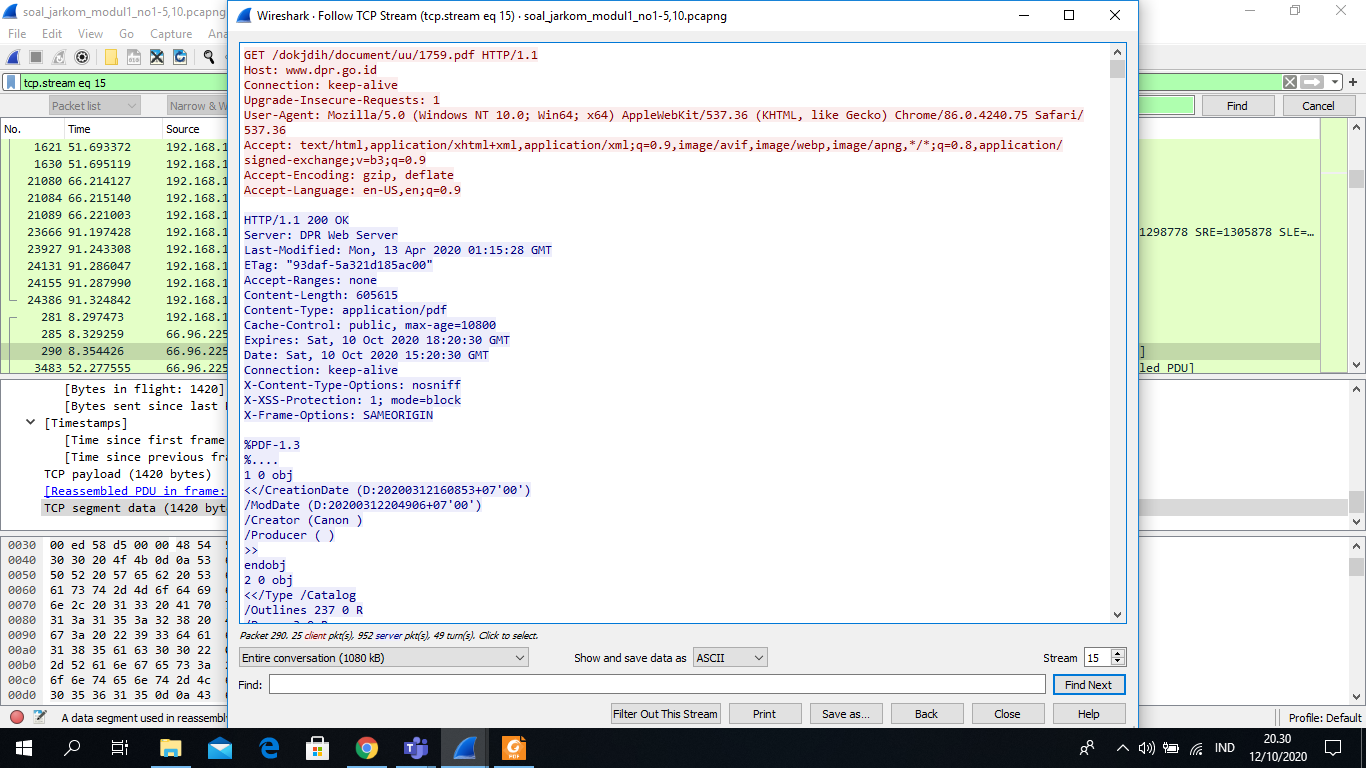 soal_jarkom_modul1_no1-5,10.pcapng
Wireshark · Follow TCP Stream (tcp.stream eq 15) · soal_jarkom_modul1_no1-5,10.pcapng
File Edit View Go Capture Ana
tcp.stream eq 15
Packet list Narrow & W Find Cancel
No. Time Source
1621 51.693372 192.168.1
1630 51.695119 192.168.1
21080 66.214127 192.168.1
21084 66.215140 192.168.1
21089 66.221003 192.168.1
23666 91.197428 192.168.1 1298778 SRE=1305878 SLE=…
23927 91.243308 192.168.1
24131 91.286047 192.168.1
24155 91.287990 192.168.1
24386 91.324842 192.168.1
281 8.297473 192.168.1
285 8.329259 66.96.225
290 8.354426 66.96.225 ]
3483 52.277555 66.96.225 led PDU]
[Bytes in flight: 1420]
[Bytes sent since last
[Timestamps]
[Time since first frame
[Time since previous fra
TCP payload (1420 bytes)
[Reassembled PDU in frame:
TCP segment data (1420 byt
0030 00 ed 58 d5 00 00 48 54
0040 30 30 20 4f 4b 0d 0a 53
0050 50 52 20 57 65 62 20 53
0060 61 73 74 2d 4d 6f 64 69
0070 6e 2c 20 31 33 20 41 70
0080 31 3a 31 35 3a 32 38 20
0090 67 3a 20 22 39 33 64 61
00a0 31 38 35 61 63 30 30 22
00b0 2d 52 61 6e 67 65 73 3a
00c0 6f 6e 74 65 6e 74 2d 4c
00d0 30 35 36 31 35 0d 0a 43
A data segment used in reassembl
Profile: Default
GET /dokjdih/document/uu/1759.pdf HTTP/1.1
Host: www.dpr.go.id
Connection: keep-alive
Upgrade-Insecure-Requests: 1
User-Agent: Mozilla/5.0 (Windows NT 10.0; Win64; x64) AppleWebKit/537.36 (KHTML, like Gecko) Chrome/86.0.4240.75 Safari/
537.36
Accept: text/html,application/xhtml+xml,application/xml;q=0.9,image/avif,image/webp,image/apng,*/*;q=0.8,application/
signed-exchange;v=b3;q=0.9
Accept-Encoding: gzip, deflate
Accept-Language: en-US,en;q=0.9
HTTP/1.1 200 OK
Server: DPR Web Server
Last-Modified: Mon, 13 Apr 2020 01:15:28 GMT
ETag: "93daf-5a321d185ac00"
Accept-Ranges: none
Content-Length: 605615
Content-Type: application/pdf
Cache-Control: public, max-age=10800
Expires: Sat, 10 Oct 2020 18:20:30 GMT
Date: Sat, 10 Oct 2020 15:20:30 GMT
Connection: keep-alive
X-Content-Type-Options: nosniff
X-XSS-Protection: 1; mode=block
X-Frame-Options: SAMEORIGIN
%PDF-1.3
%....
1 0 obj
<</CreationDate (D:20200312160853+07'00')
/ModDate (D:20200312204906+07'00')
/Creator (Canon )
/Producer ( )
>>
endobj
2 0 obj
<</Type /Catalog
/Outlines 237 0 R
Packet 290. 25 client pkt(s), 952 server pkt(s), 49 turn(s). Click to select.
Entire conversation (1080 kB) Show and save data as ASCII Stream 15
Find: Find Next
Filter Out This Stream Print Save as... Back Close Help
IND 20.30
12/10/2020